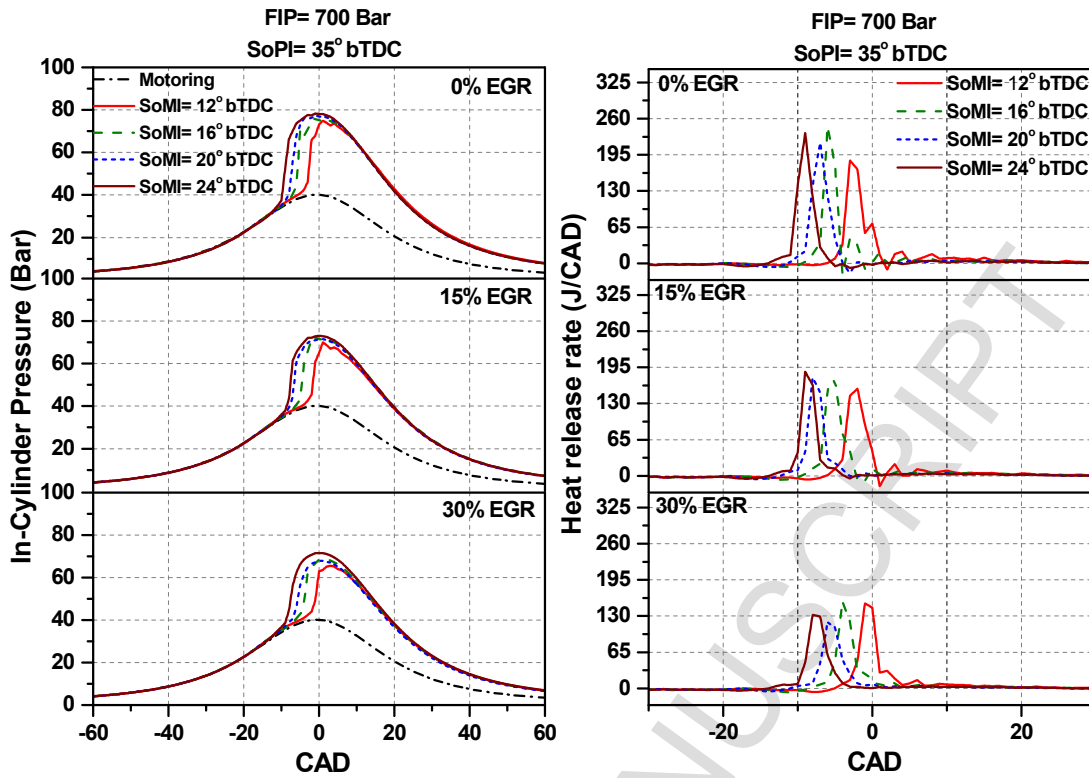 FIP= 700 Bar
SoPI= 35° bTDC
100
80
60
40
20
100
80
60
40
20
100
80
60
40
20
0
Motoring
SoMI= 12° bTDC
SoMI= 16° bTDC
SoMI= 20° bTDC
SoMI= 24° bTDC
0% EGR
15% EGR
30% EGR
In-Cylinder Pressure (Bar)
-60 -40 -20 0 20 40 60
CAD
FIP= 700 Bar
SoPI= 35° bTDC
325
260
195
130
65
0
325
260
195
130
65
0
325
260
195
130
65
0
0% EGR
SoMI= 12° bTDC
SoMI= 16° bTDC
SoMI= 20° bTDC
SoMI= 24° bTDC
15% EGR
30% EGR
Heat release rate (J/CAD)
-20 0 20
CAD
NUSCRIPT